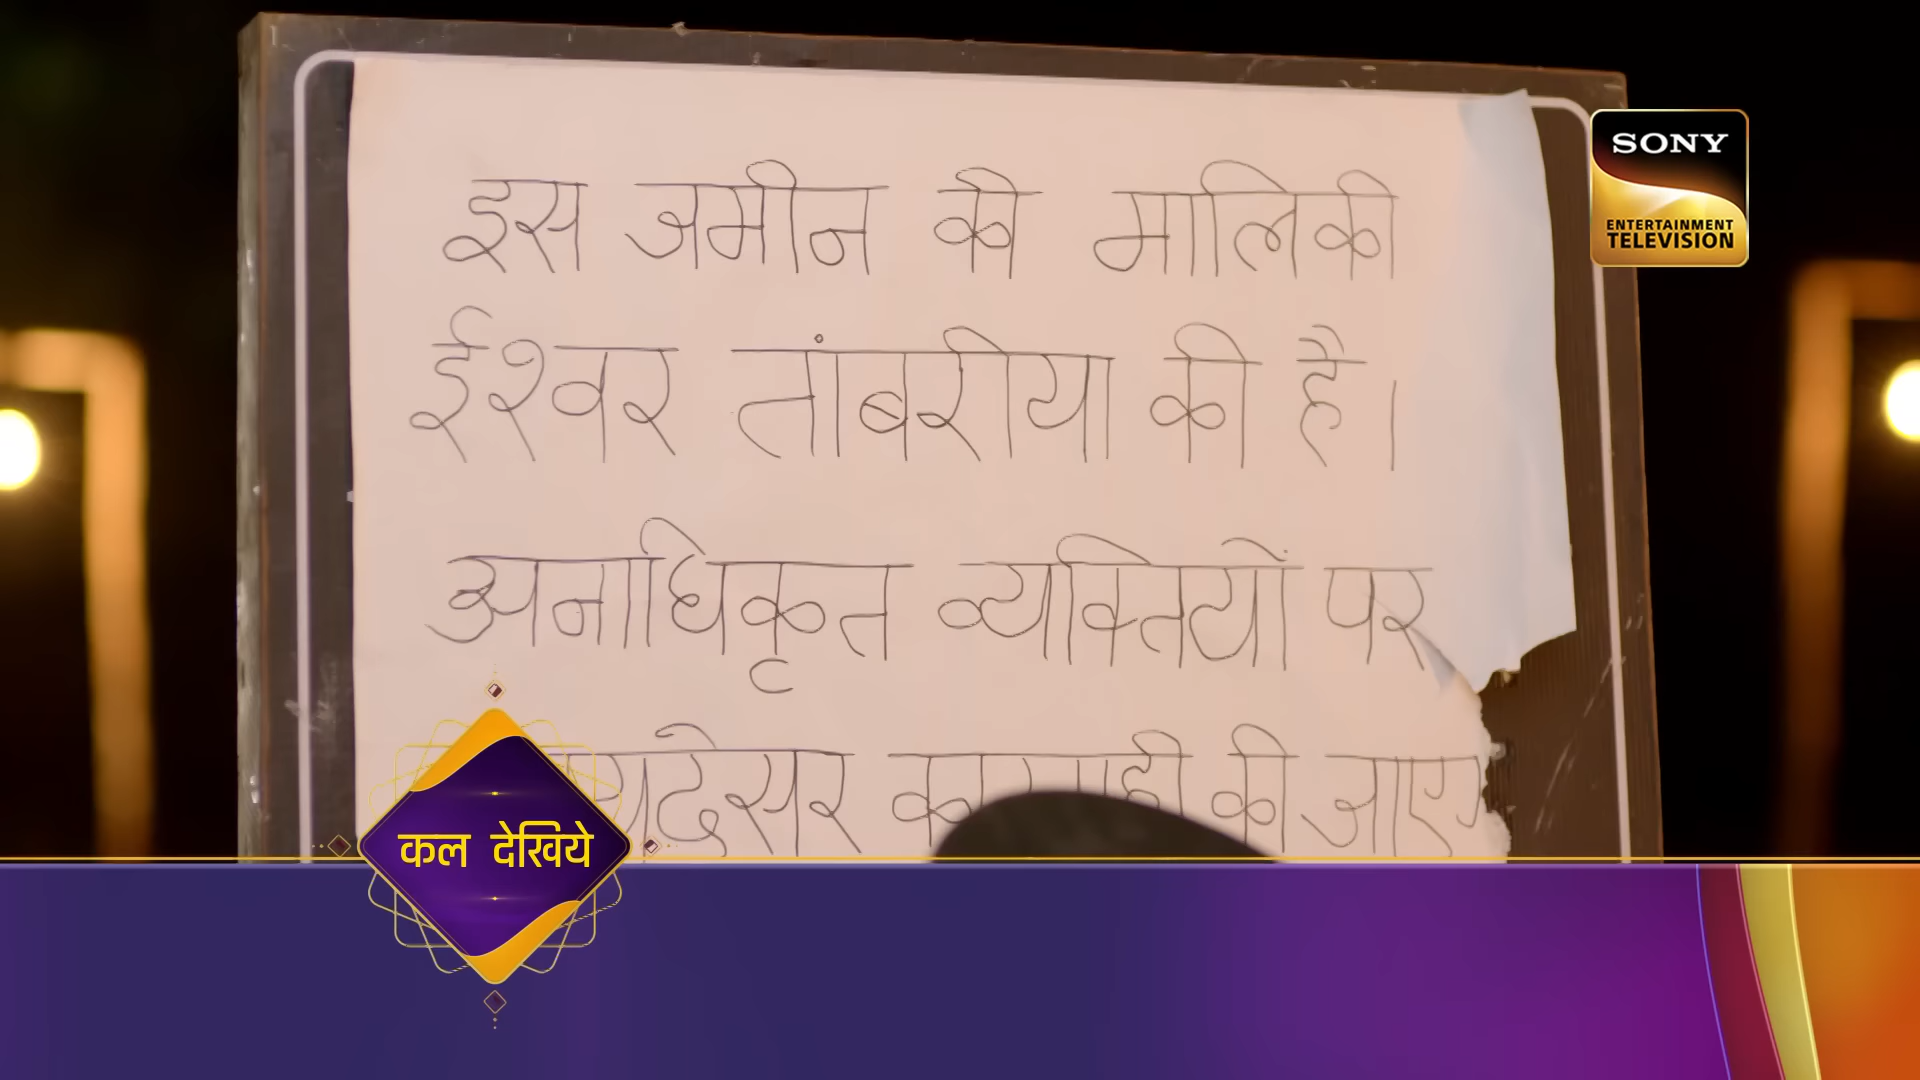 इस जमीन की मालिकी
ईश्वर तांबरीया की है।
अनाधिकृत व्यक्तियों पर
की जाए
SONY
ENTERTAINMENT
TELEVISION
कल देखिये